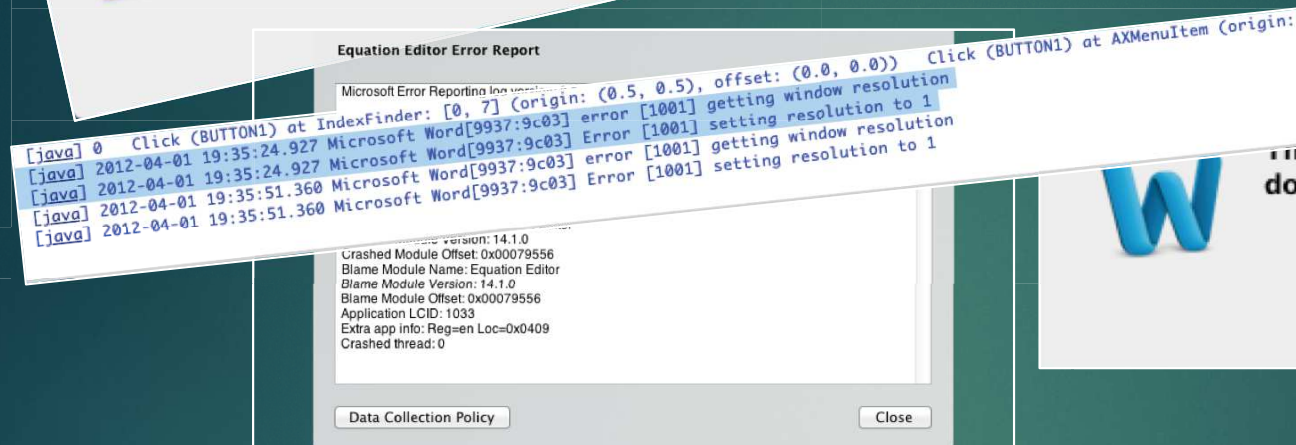 Equation Editor Error Report
Microsoft Error Reporting log version:
[java] 0 Click (BUTTON1) at IndexFinder: [0, 7] (origin: (0.5, 0.5), offset: (0.0, 0.0)) Click (BUTTON1) at AXMenuItem (origin:
[java] 2012-04-01 19:35:24.927 Microsoft Word[9937:9c03] error [1001] getting window resolution
[java] 2012-04-01 19:35:24.927 Microsoft Word[9937:9c03] Error [1001] setting resolution to 1
[java] 2012-04-01 19:35:51.360 Microsoft Word[9937:9c03] error [1001] getting window resolution
[java] 2012-04-01 19:35:51.360 Microsoft Word[9937:9c03] Error [1001] setting resolution to 1
do
Version: 14.1.0
Crashed Module Offset: 0x00079556
Blame Module Name: Equation Editor
Blame Module Version: 14.1.0
Blame Module Offset: 0x00079556
Application LCID: 1033
Extra app info: Reg=en Loc=0x0409
Crashed thread: 0
Data Collection Policy
Close